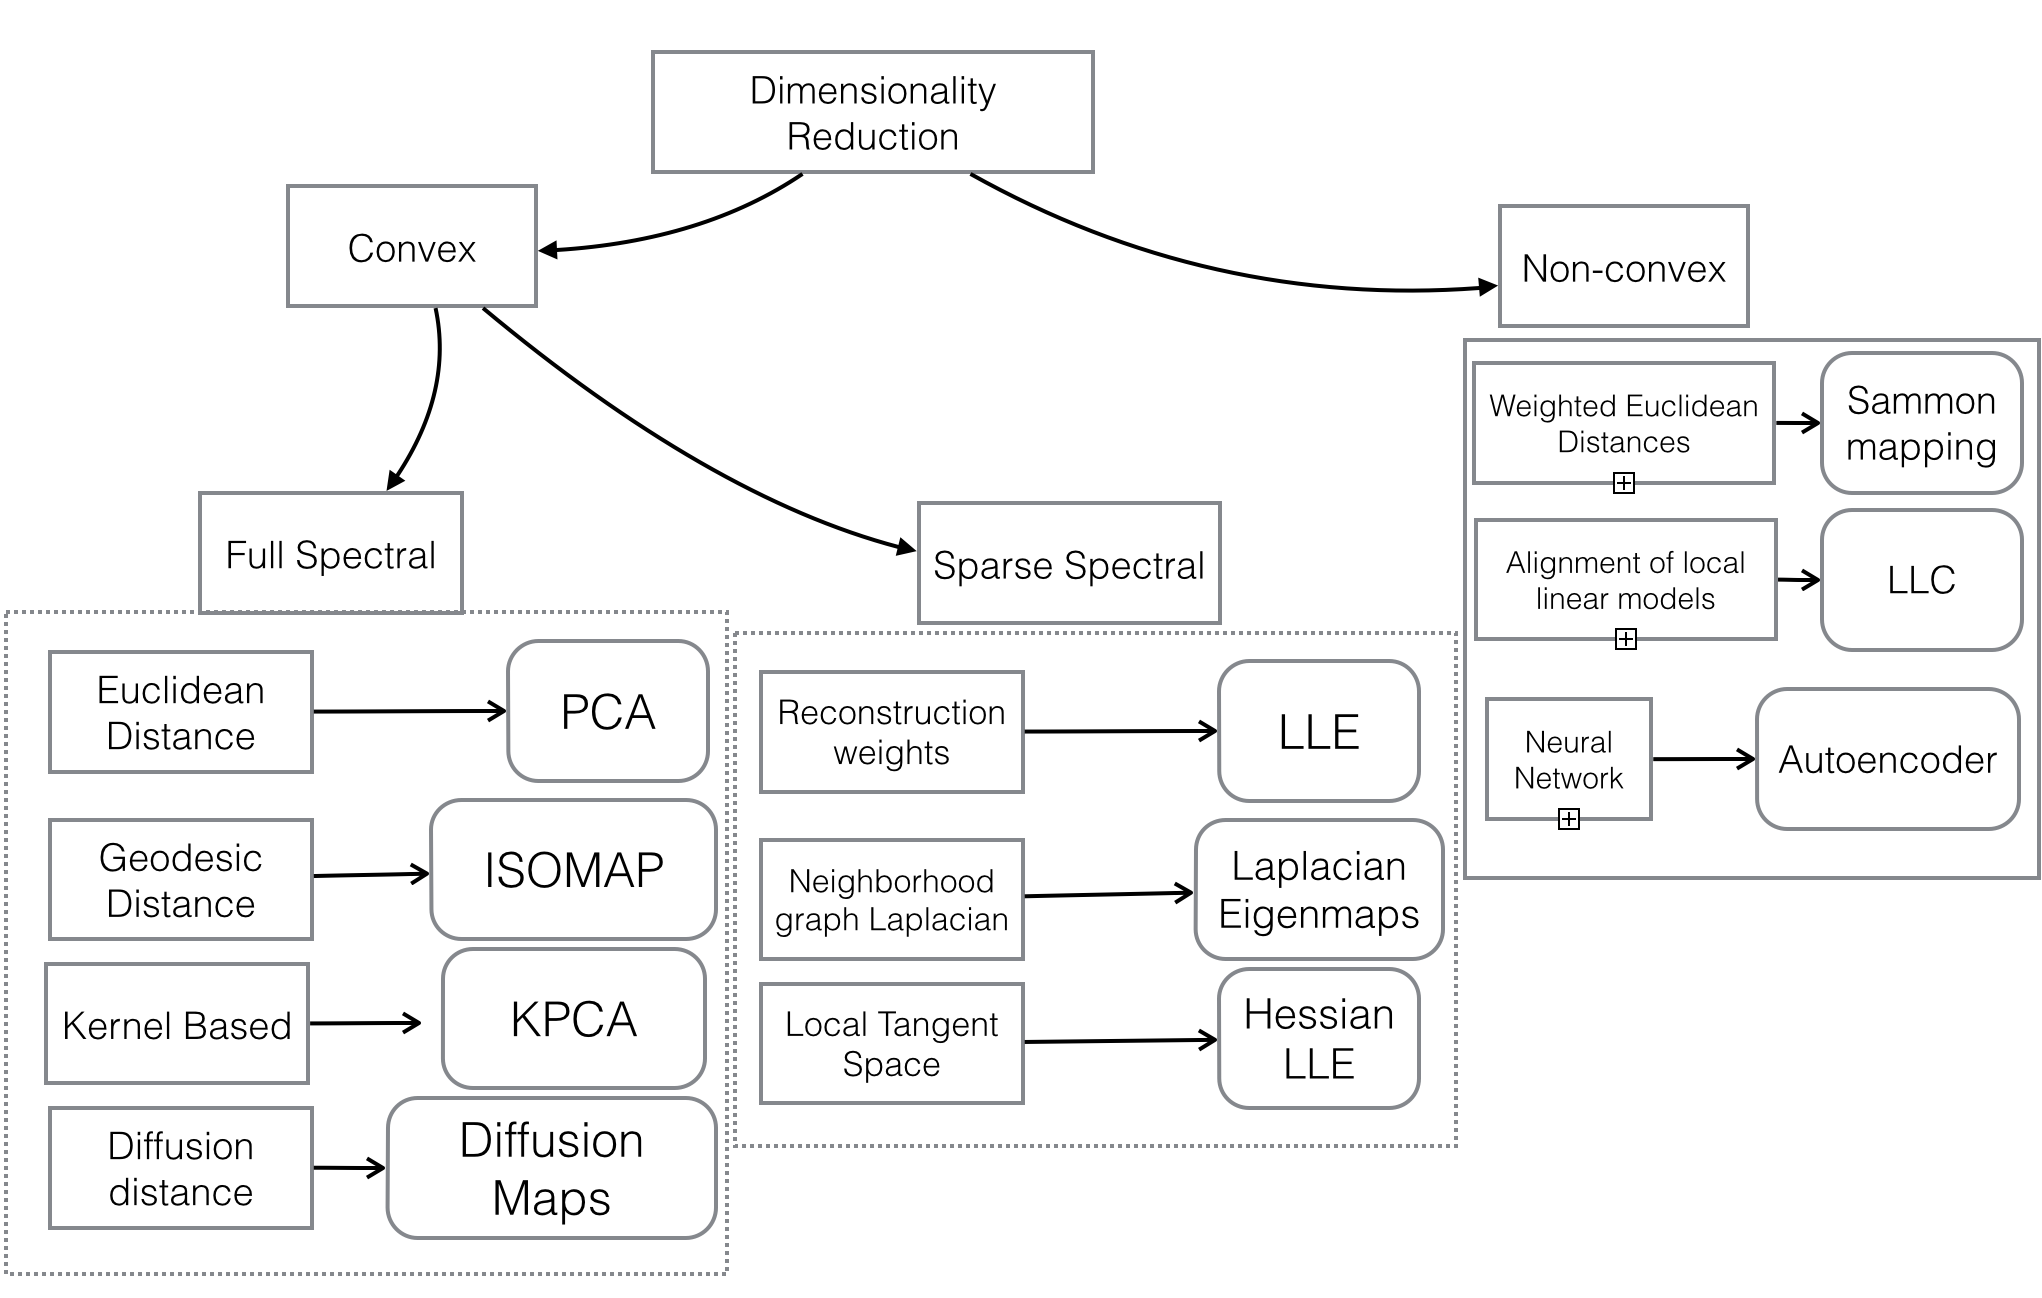 Dimensionality
Reduction
Convex
Non-convex
Full Spectral
Sparse Spectral
Euclidean
Distance
PCA
Geodesic
Distance
ISOMAP
Kernel Based
KPCA
Diffusion
distance
Diffusion
Maps
Reconstruction
weights
LLE
Neighborhood
graph Laplacian
Laplacian
Eigenmaps
Local Tangent
Space
Hessian
LLE
Weighted Euclidean
Distances
Sammon
mapping
Alignment of local
linear models
LLC
Neural
Network
Autoencoder